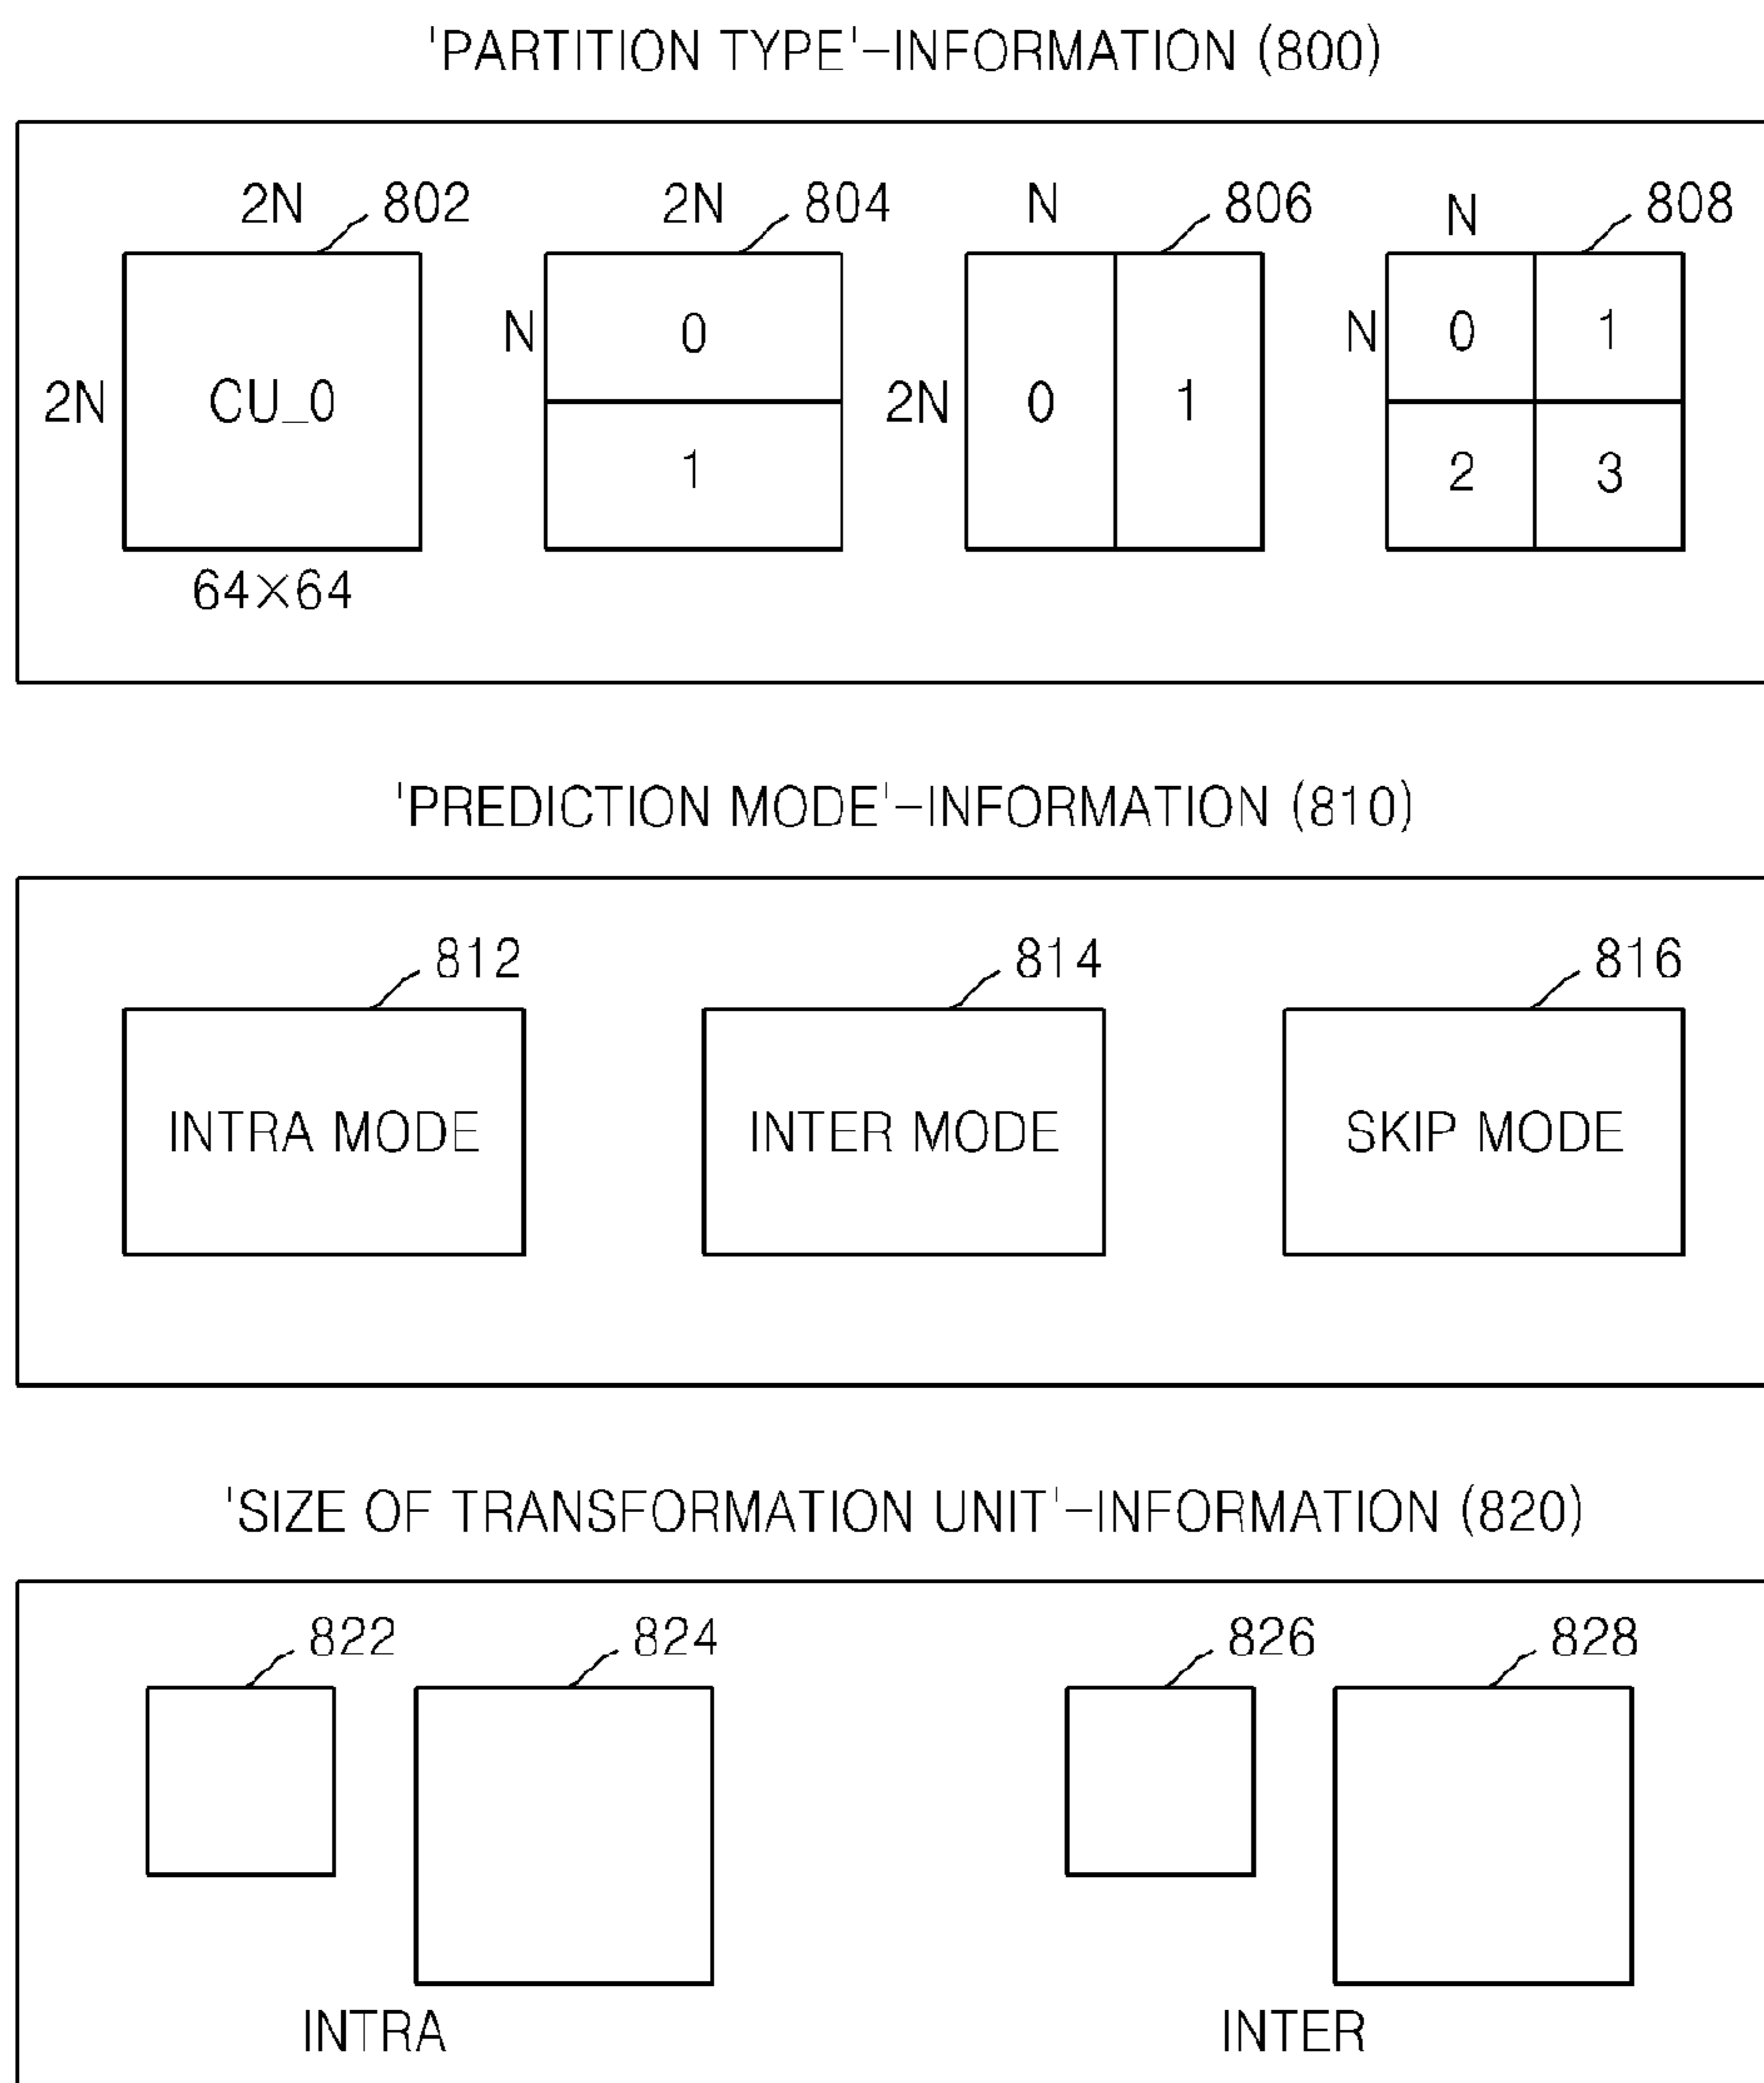 'PARTITION TYPE'-INFORMATION (800)
2N 802 2N 804 N 806 N 808
2N CU_0 N 0 1 2N 0 1 N 0 1 2 3
64×64
'PREDICTION MODE'-INFORMATION (810)
812 814 816
INTRA MODE INTER MODE SKIP MODE
'SIZE OF TRANSFORMATION UNIT'-INFORMATION (820)
822 824 826 828
INTRA INTER